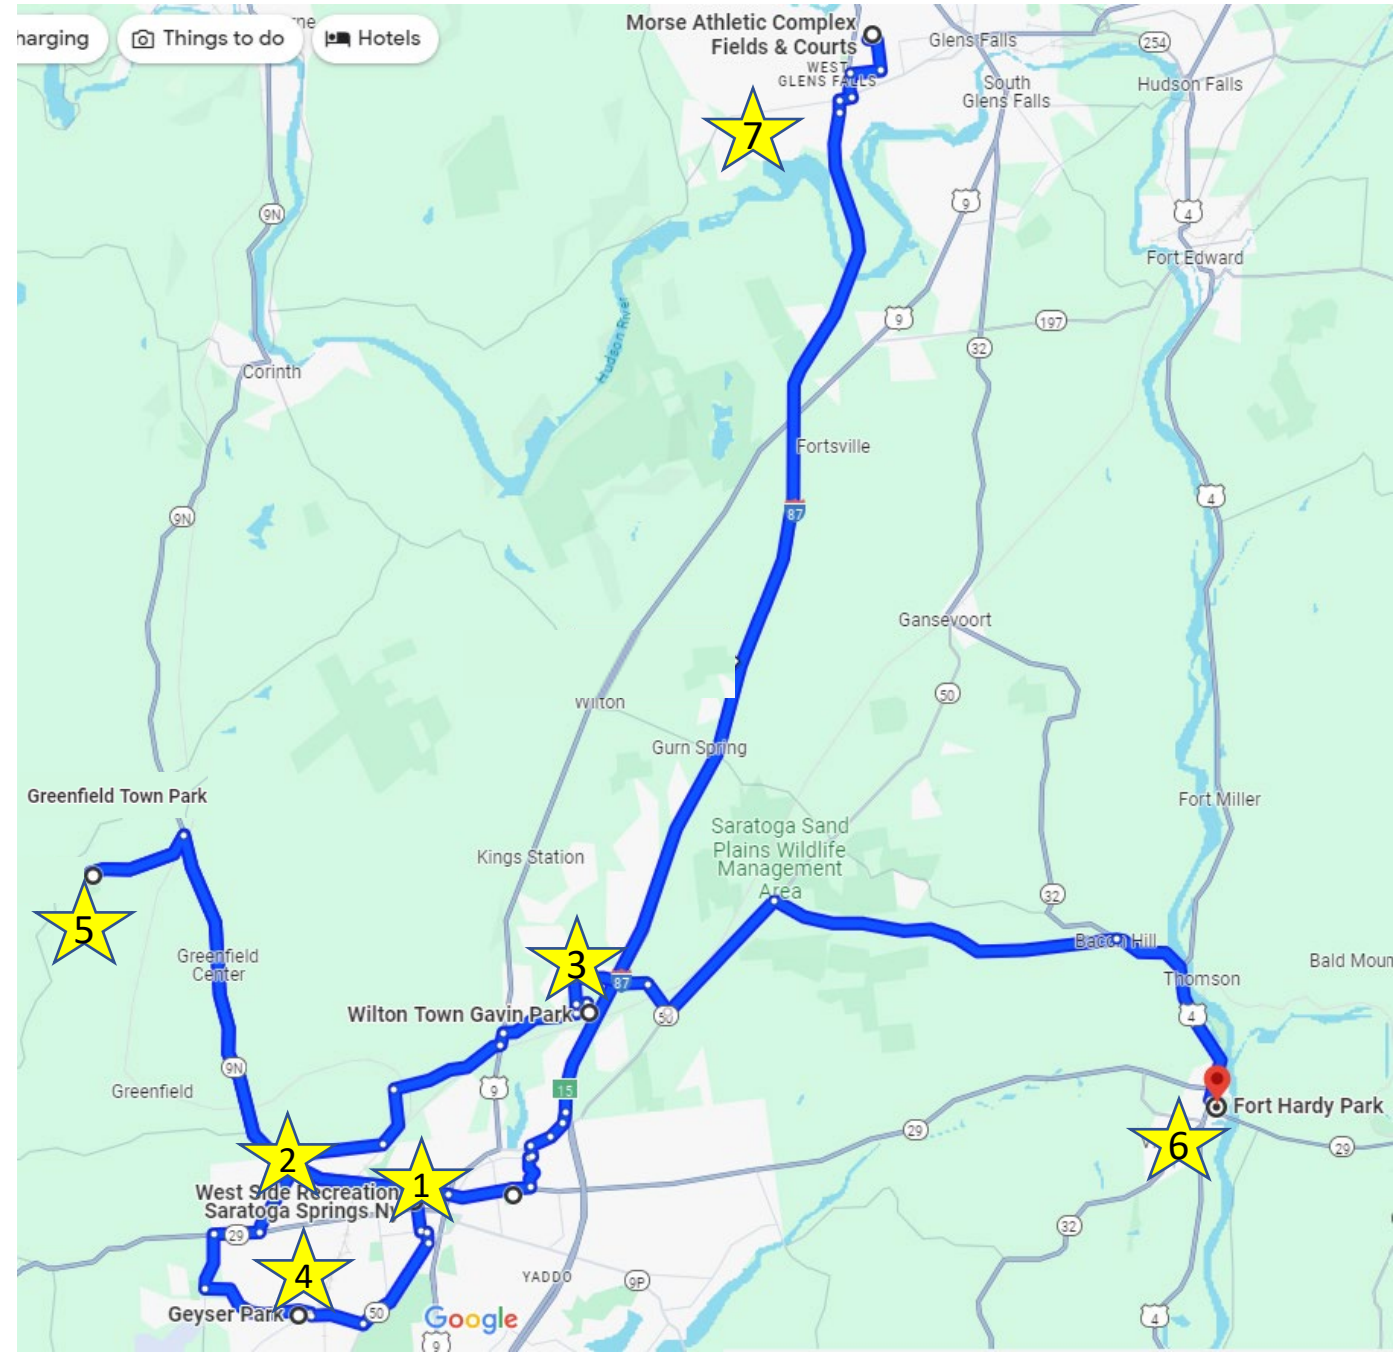 harging
Things to do
Hotels
ne
Morse Athletic Complex
Fields & Courts
WEST
GLENS FALLS
Glens Falls
254
South
Glens Falls
Hudson Falls
7
9N
9
4
Fort Edward
Hudson River
9
197
32
Corinth
Fortsville
9N
87
4
Gansevoort
50
Wilton
Gurn Spring
Greenfield Town Park
Fort Miller
Saratoga Sand
Plains Wildlife
Management
Area
Kings Station
32
5
Greenfield
Center
3
Bacon Hill
Bald Moun
87
Thomson
Wilton Town Gavin Park
50
4
9N
Greenfield
9
15
Fort Hardy Park
29
6
29
2
1
West Side Recreation
Saratoga Springs Ny
29
32
4
YADDO
9P
Geyser Park
50
Google
9
4